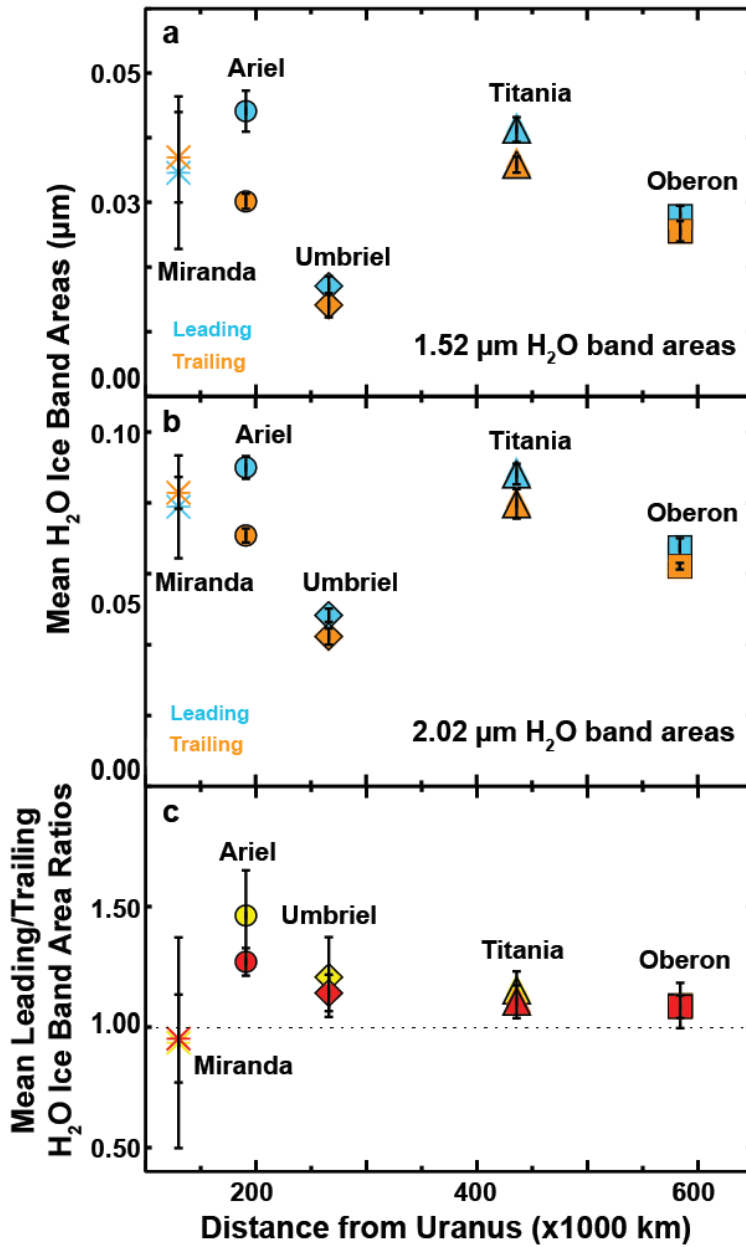 a
Ariel
Titania
0.05
Oberon
0.03
Umbriel
Miranda
Leading
Trailing
1.52 µm H₂O band areas
0.00
Mean H₂O Ice Band Areas (µm)
b
0.10
Ariel
Titania
Oberon
Miranda
Umbriel
0.05
Leading
Trailing
2.02 µm H₂O band areas
0.00
c
Mean Leading/Trailing
H₂O Ice Band Area Ratios
Ariel
1.50
Umbriel
Titania
Oberon
1.00
Miranda
0.50
200
400
600
Distance from Uranus (x1000 km)